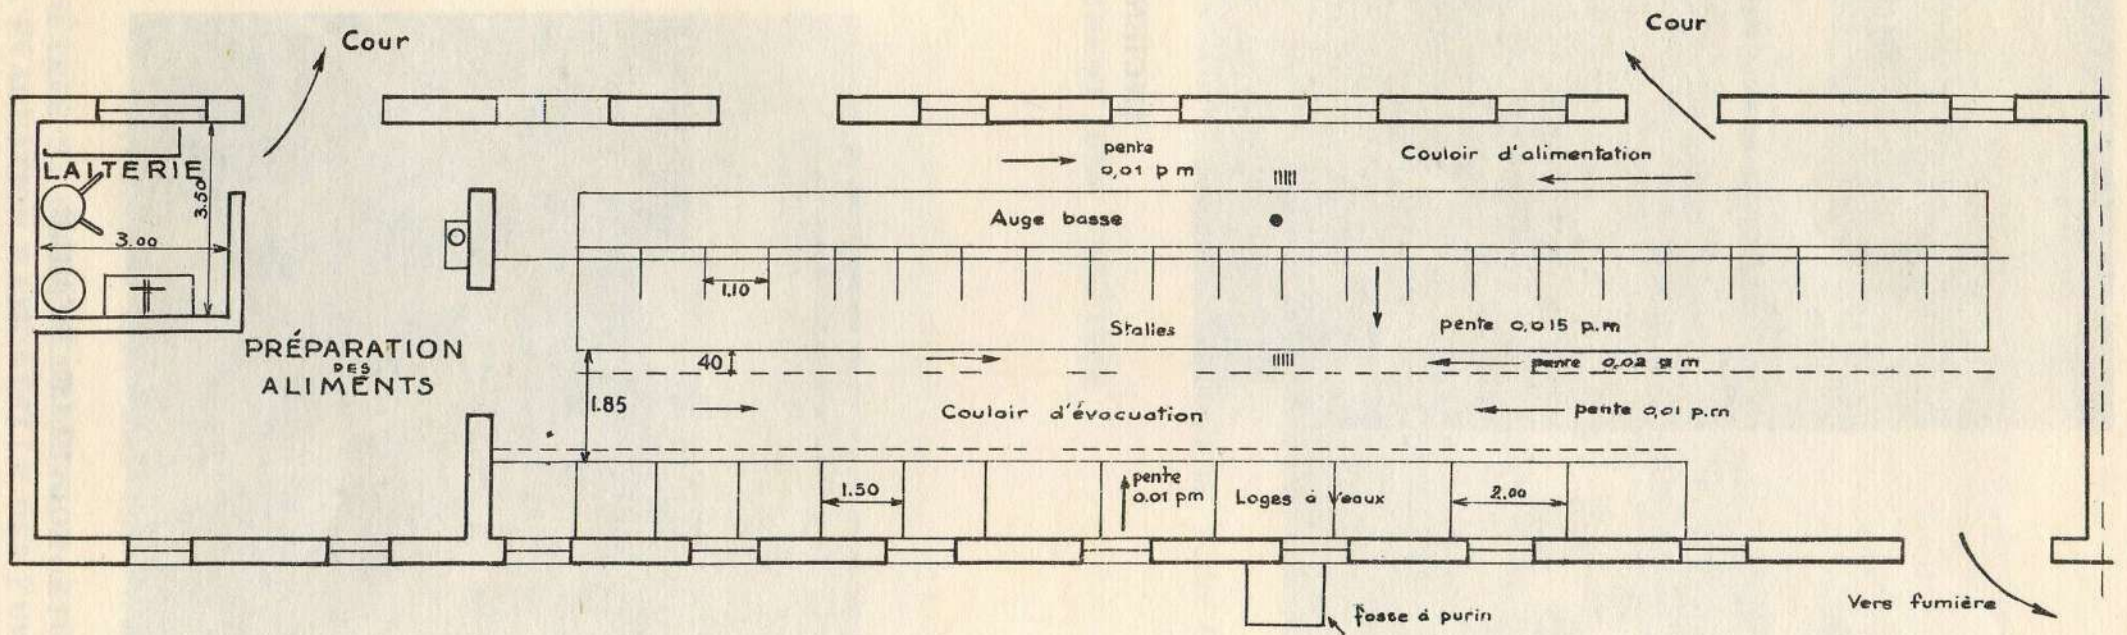 Cour
Cour
LAITERIE
3.50
3.00
pente
0,01 p m
Couloir d'alimentation
Auge basse
1.10
Stalles
pente 0,015 p.m
PRÉPARATION
DES
ALIMENTS
40
pente 0,02 p m
1.85
Couloir d'évacuation
pente 0,01 p.m
1.50
pente
0.01 pm
Loges à Veaux
2.00
fosse à purin
Vers fumière